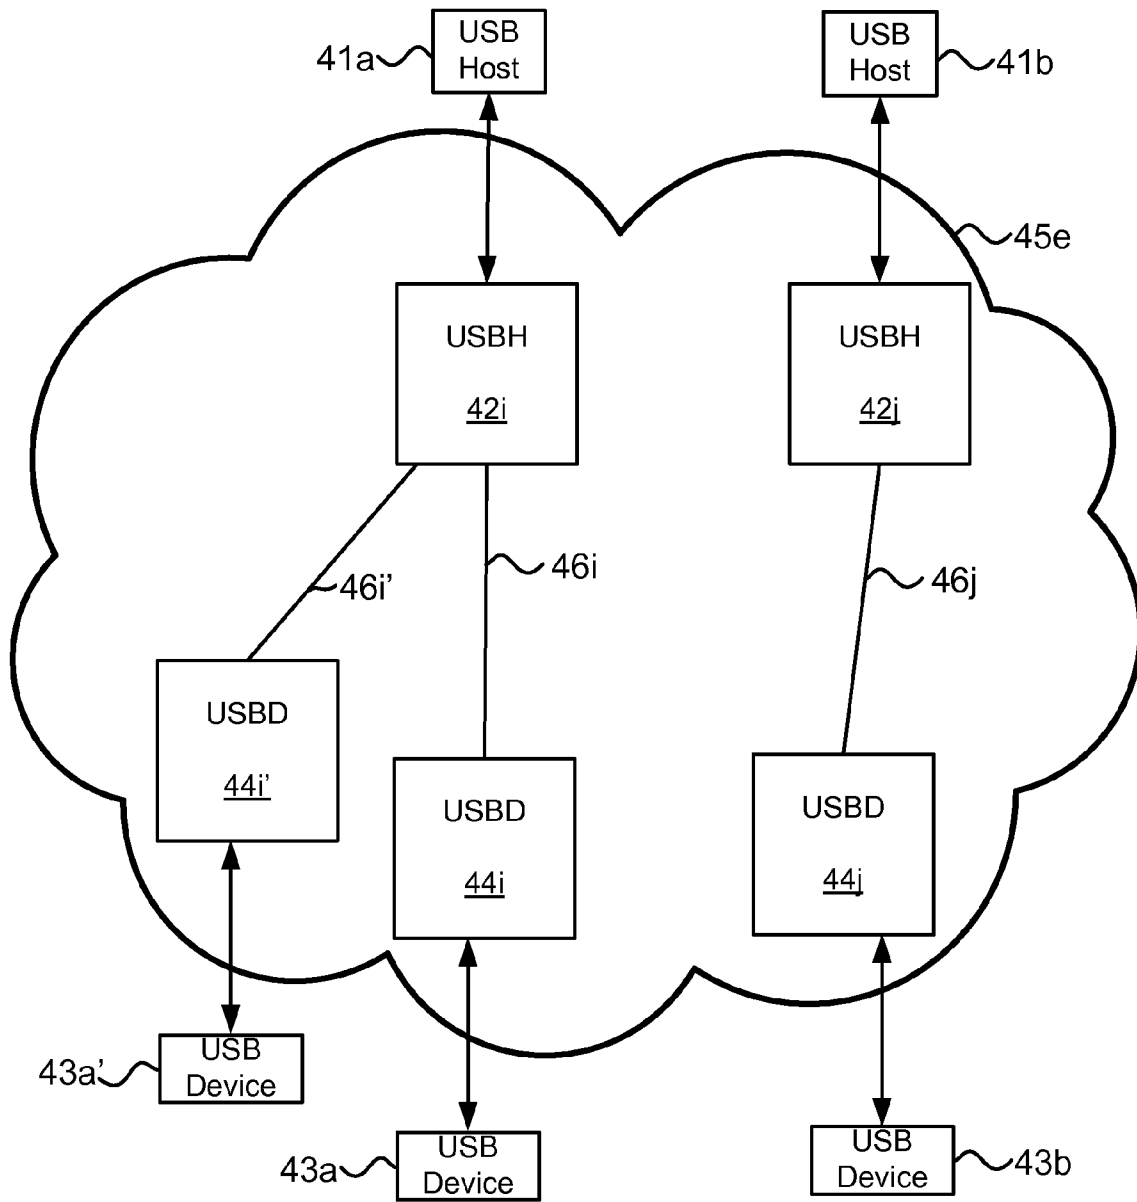 USB
Host
41a
USB
Host
41b
45e
USBH
42i
USBH
42j
46i’
46i
46j
USBD
44i’
USBD
44i
USBD
44j
USB
Device
43a’
USB
Device
43a
USB
Device
43b